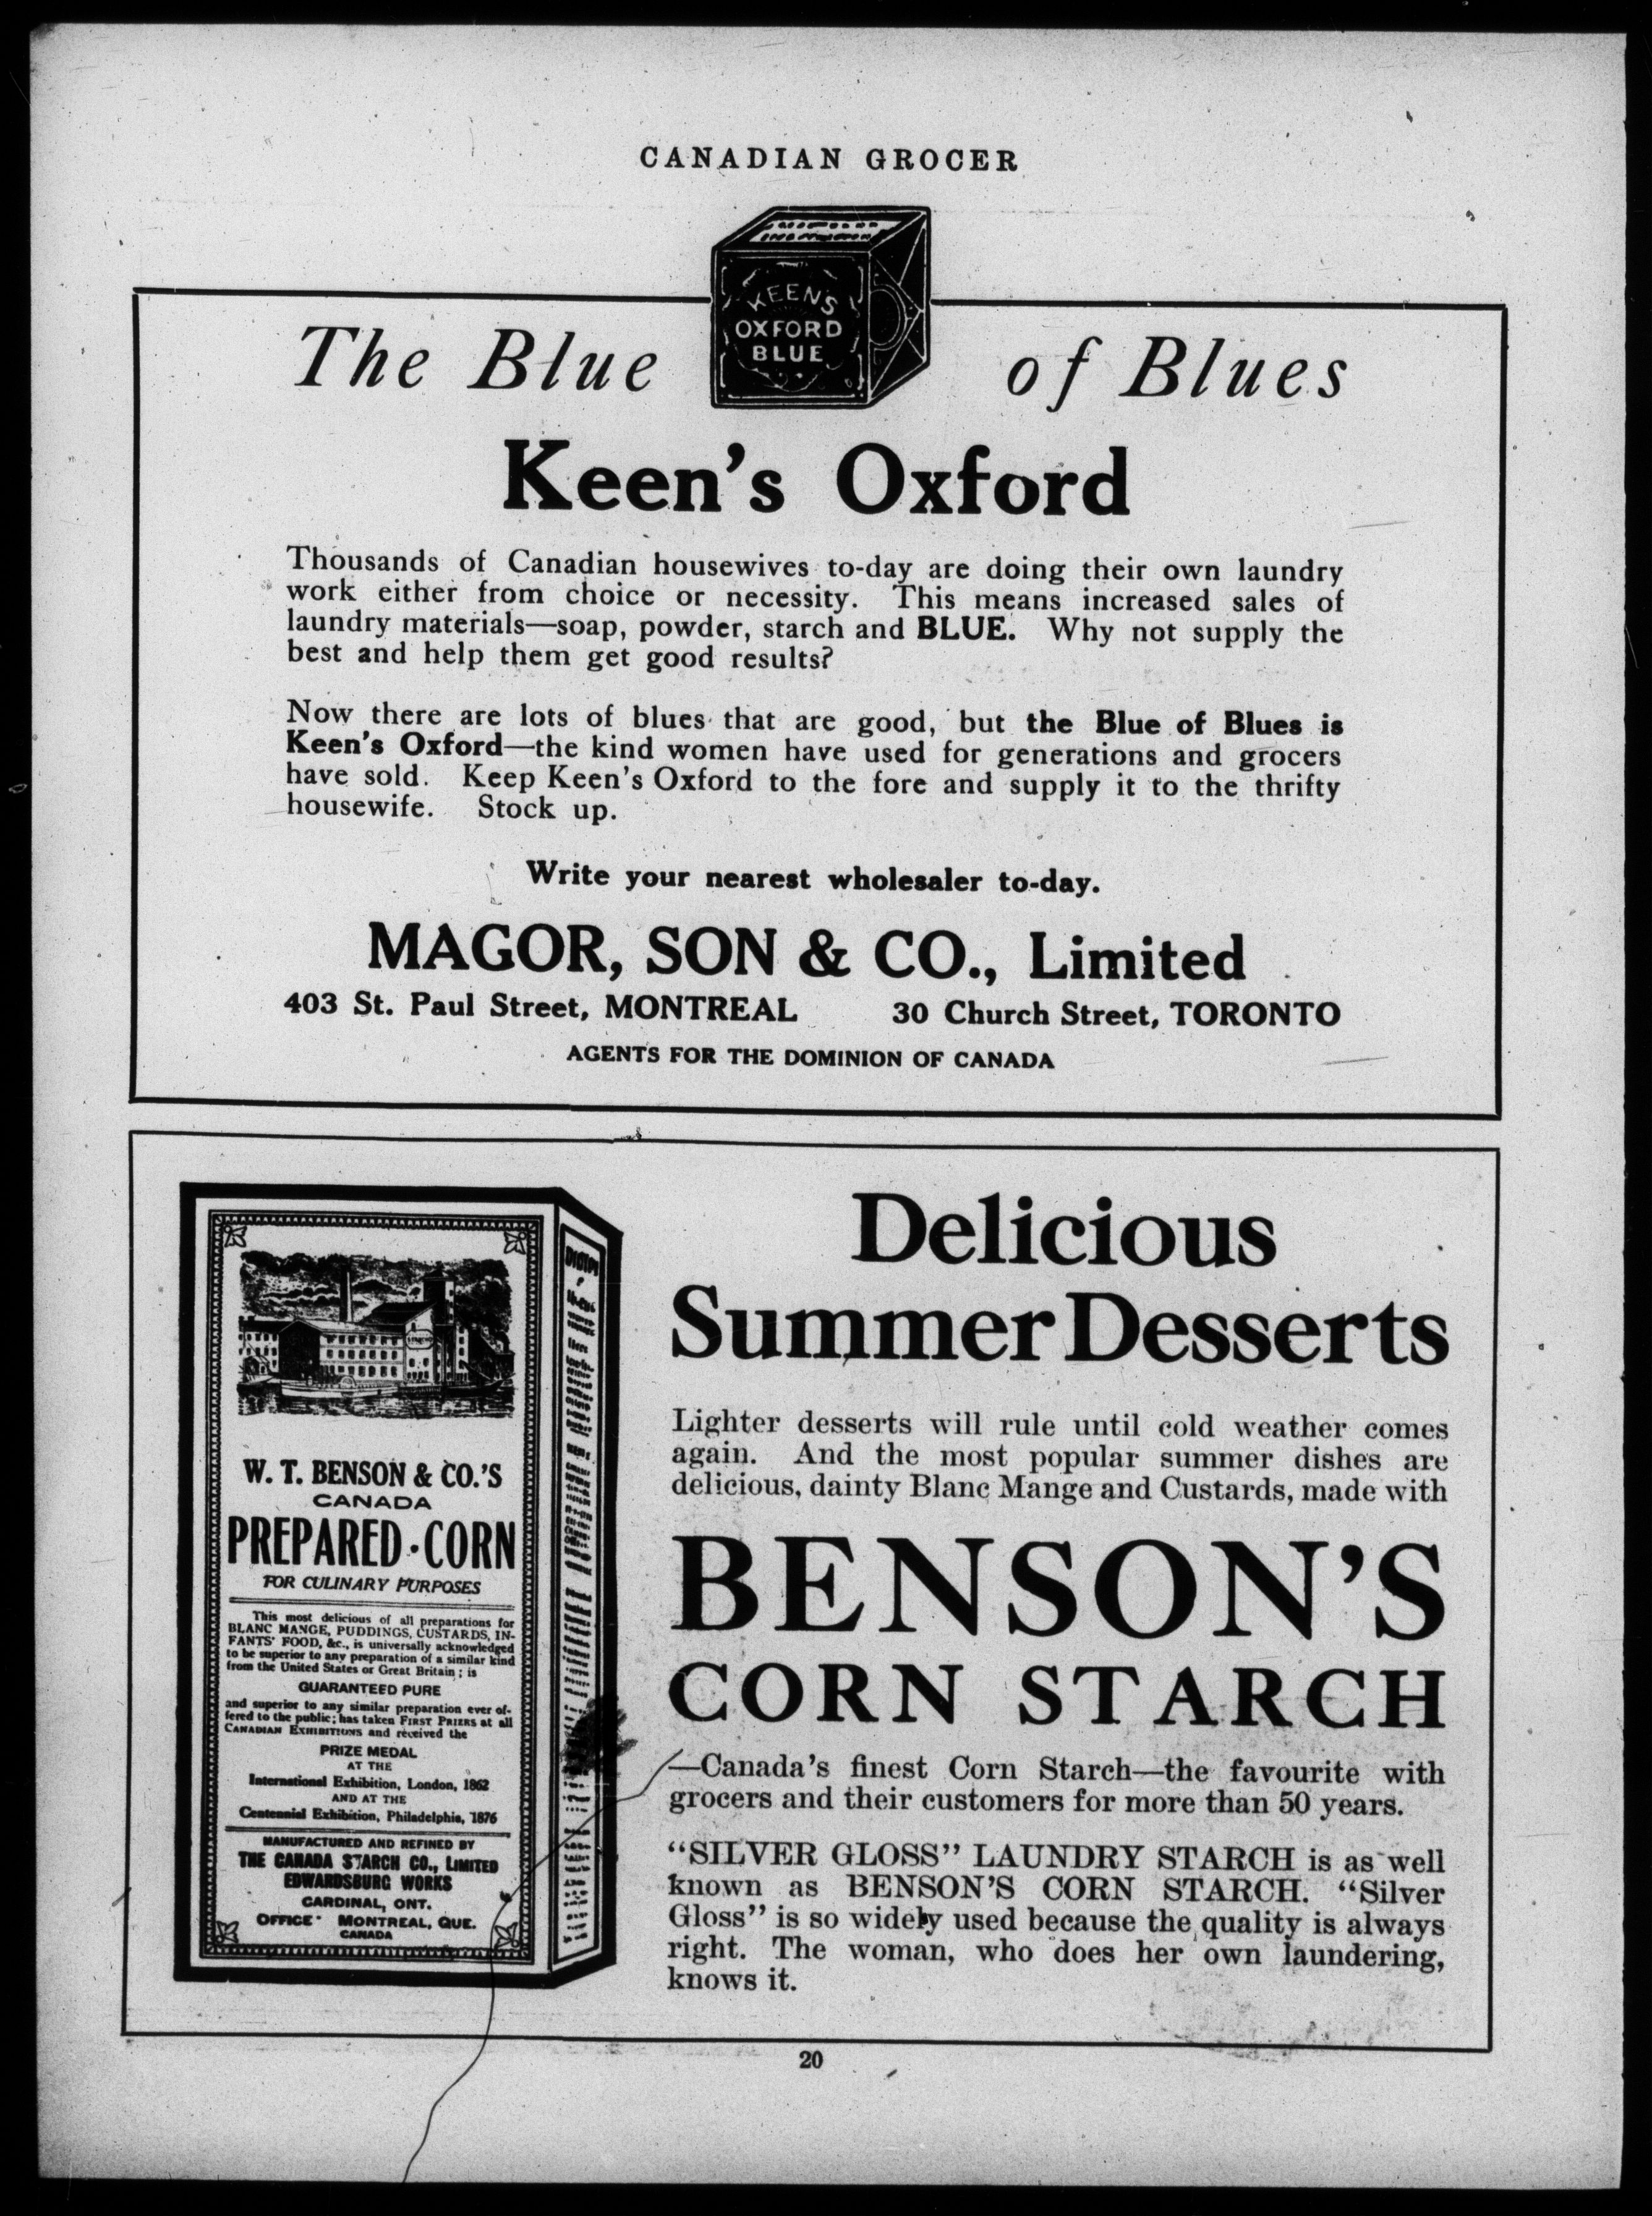 CANADIAN GROCER
KEEN'S
OXFORD
BLUE
The Blue of Blues
Keen's Oxford
Thousands of Canadian housewives to-day are doing their own laundry
work either from choice or necessity. This means increased sales of
laundry materials—soap, powder, starch and BLUE. Why not supply the
best and help them get good results?
Now there are lots of blues that are good, but the Blue of Blues is
Keen's Oxford—the kind women have used for generations and grocers
have sold. Keep Keen's Oxford to the fore and supply it to the thrifty
housewife. Stock up.
Write your nearest wholesaler to-day.
MAGOR, SON & CO., Limited
403 St. Paul Street, MONTREAL 30 Church Street, TORONTO
AGENTS FOR THE DOMINION OF CANADA
W. T. BENSON & CO.'S
CANADA
PREPARED·CORN
FOR CULINARY PURPOSES
This most delicious of all preparations for
BLANC MANGE, PUDDINGS, CUSTARDS, IN-
FANTS' FOOD, &c., is universally acknowledged
to be superior to any preparation of a similar kind
from the United States or Great Britain; is
GUARANTEED PURE
and superior to any similar preparation ever of-
fered to the public; has taken FIRST PRIZES at all
CANADIAN EXHIBITIONS and received the
PRIZE MEDAL
AT THE
International Exhibition, London, 1862
AND AT THE
Centennial Exhibition, Philadelphia, 1876
MANUFACTURED AND REFINED BY
THE CANADA STARCH CO., LIMITED
EDWARDSBURG WORKS
CARDINAL, ONT.
OFFICE· MONTREAL, QUE.
CANADA
Delicious
Summer Desserts
Lighter desserts will rule until cold weather comes
again. And the most popular summer dishes are
delicious, dainty Blanc Mange and Custards, made with
BENSON'S
CORN STARCH
—Canada's finest Corn Starch—the favourite with
grocers and their customers for more than 50 years.
"SILVER GLOSS" LAUNDRY STARCH is as well
known as BENSON'S CORN STARCH. "Silver
Gloss" is so widely used because the quality is always
right. The woman, who does her own laundering,
knows it.
20